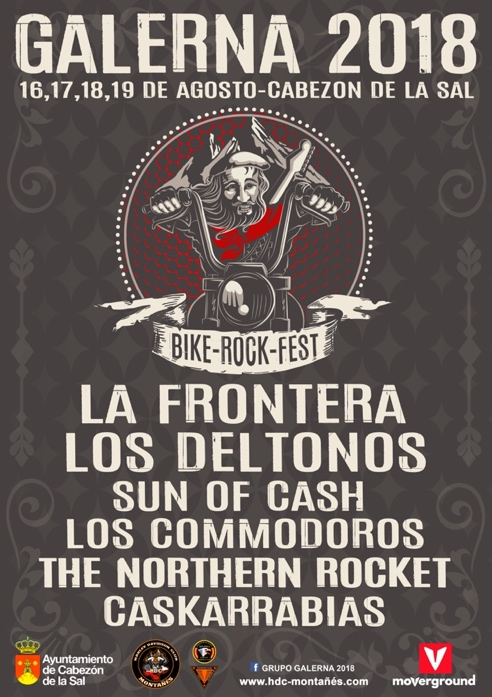 GALERNA 2018
16,17,18,19 DE AGOSTO-CABEZON DE LA SAL
BIKE-ROCK-FEST
LA FRONTERA
LOS DELTONOS
SUN OF CASH
LOS COMMODOROS
THE NORTHERN ROCKET
CASKARRABIAS
Ayuntamiento
de Cabezón
de la Sal
MONTAÑÉS
f GRUPO GALERNA 2018
www.hdc-montañés.com
V
moverground